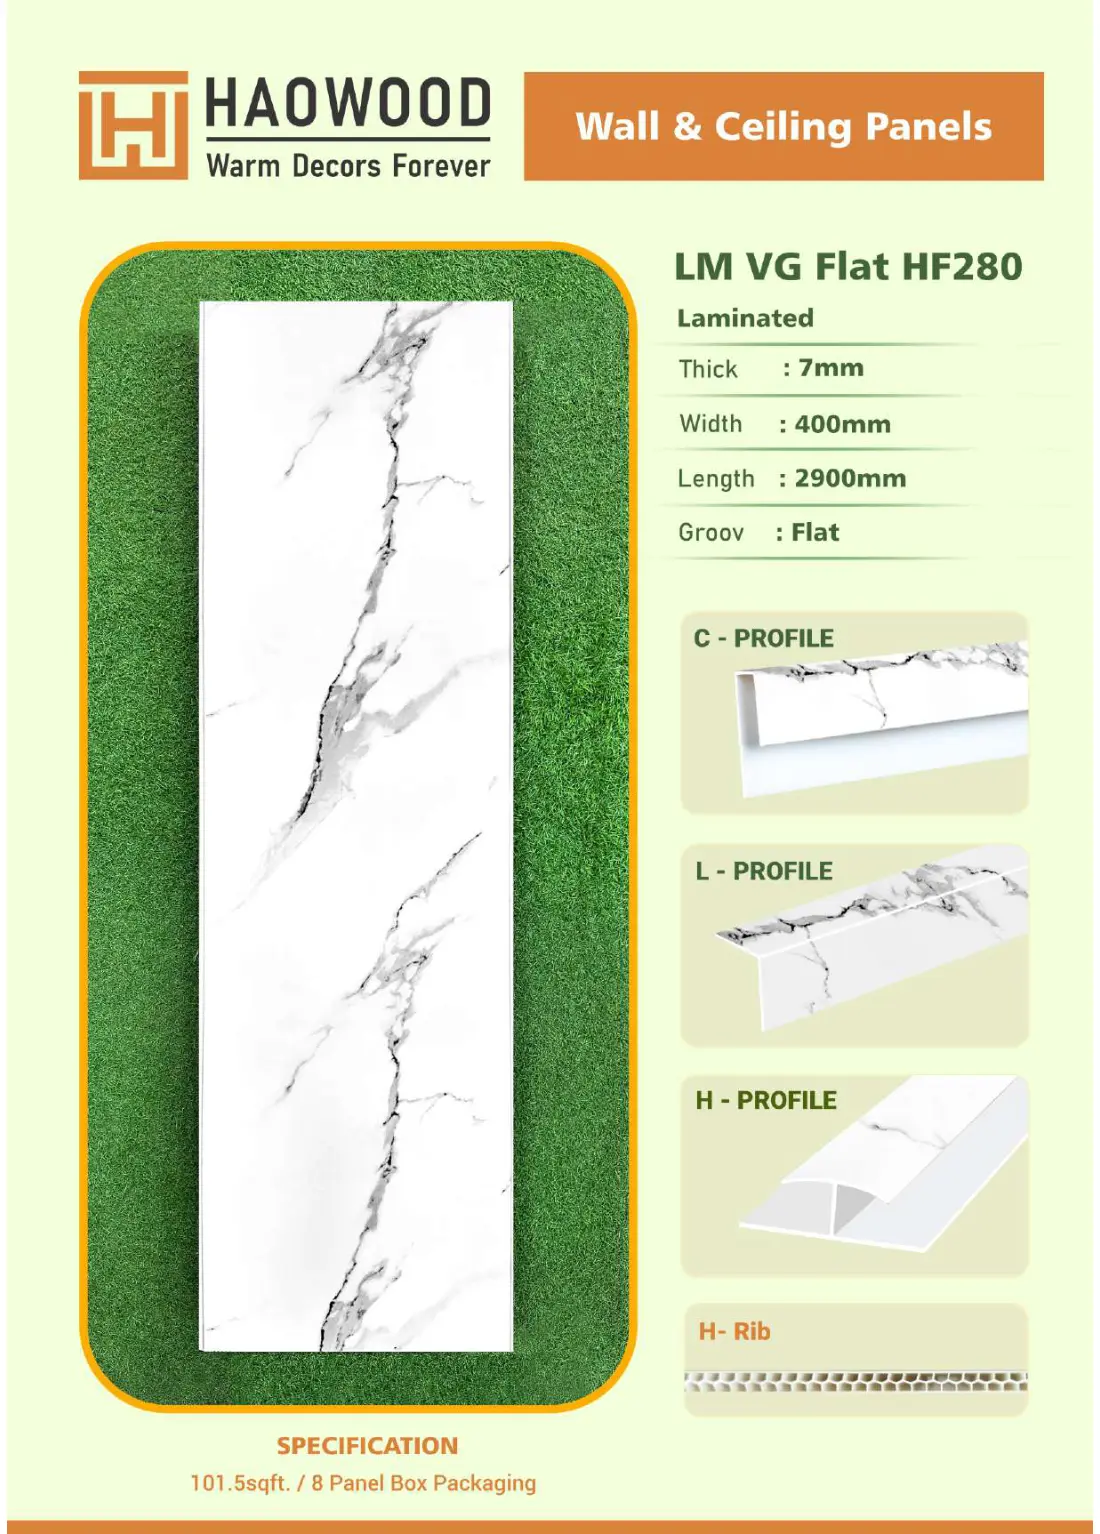 HAOWOOD
Warm Decors Forever
Wall & Ceiling Panels
LM VG Flat HF280
Laminated
Thick : 7mm
Width : 400mm
Length : 2900mm
Groov : Flat
C - PROFILE
L - PROFILE
H - PROFILE
H- Rib
SPECIFICATION
101.5sqft. / 8 Panel Box Packaging